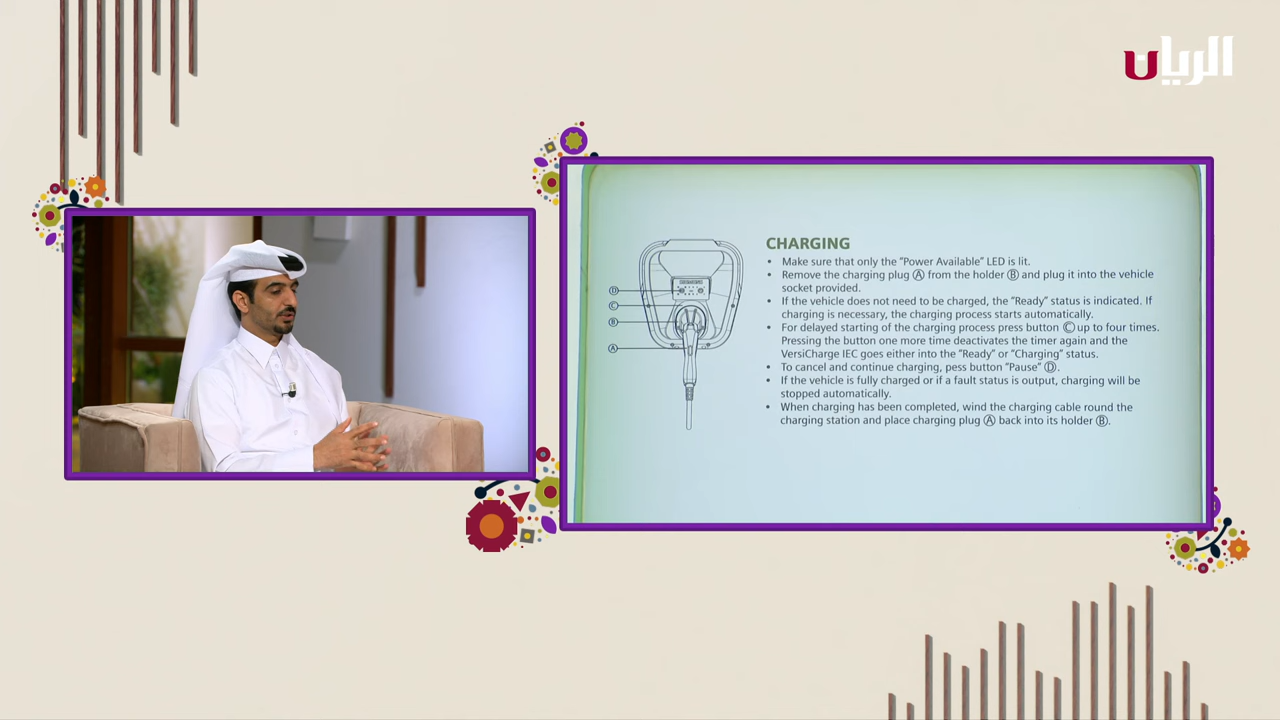 الريان
CHARGING
• Make sure that only the "Power Available" LED is lit.
• Remove the charging plug Ⓐ from the holder Ⓑ and plug it into the vehicle
socket provided.
• If the vehicle does not need to be charged, the "Ready" status is indicated. If
charging is necessary, the charging process starts automatically.
• For delayed starting of the charging process press button Ⓒ up to four times.
Pressing the button one more time deactivates the timer again and the
VersiCharge IEC goes either into the "Ready" or "Charging" status.
• To cancel and continue charging, pess button "Pause" Ⓓ.
• If the vehicle is fully charged or if a fault status is output, charging will be
stopped automatically.
• When charging has been completed, wind the charging cable round the
charging station and place charging plug Ⓐ back into its holder Ⓑ.
Ⓓ
Ⓒ
Ⓑ
Ⓐ